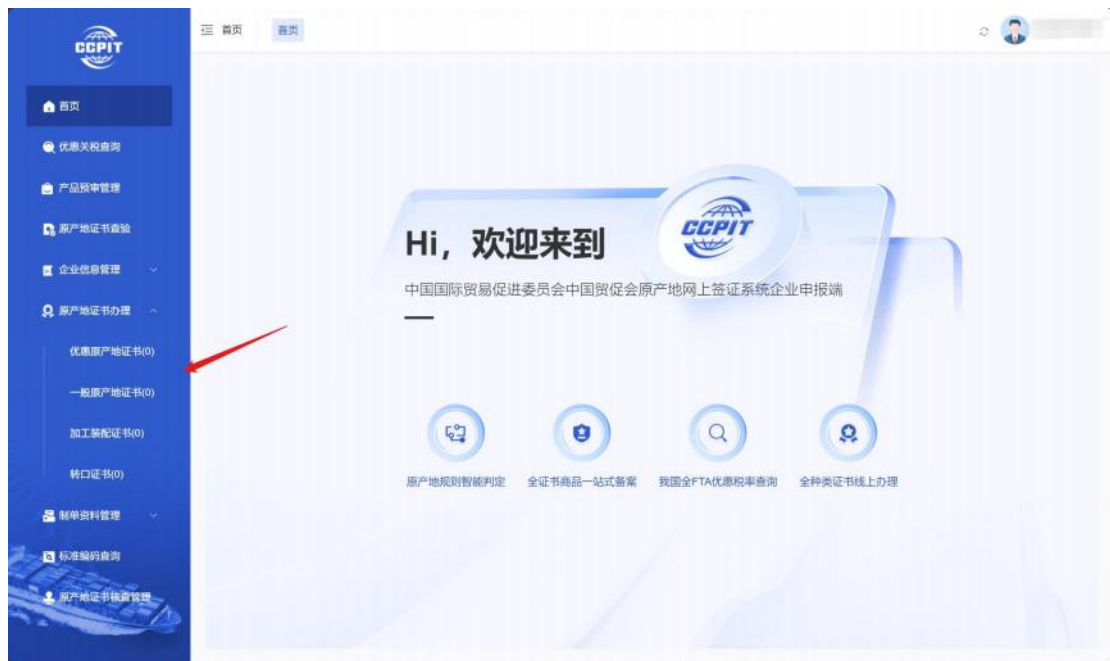 CCPIT
首页
首页
首页
优惠关税查询
产品预审管理
原产地证书查验
企业信息管理
原产地证书办理
优惠原产地证书(0)
一般原产地证书(0)
加工装配证书(0)
转口证书(0)
制单资料管理
标准编码查询
原产地证书核查管理
CCPIT
Hi，欢迎来到
中国国际贸易促进委员会中国贸促会原产地网上签证系统企业申报端
原产地规则智能判定
全证书商品一站式备案
我国全FTA优惠税率查询
全种类证书线上办理